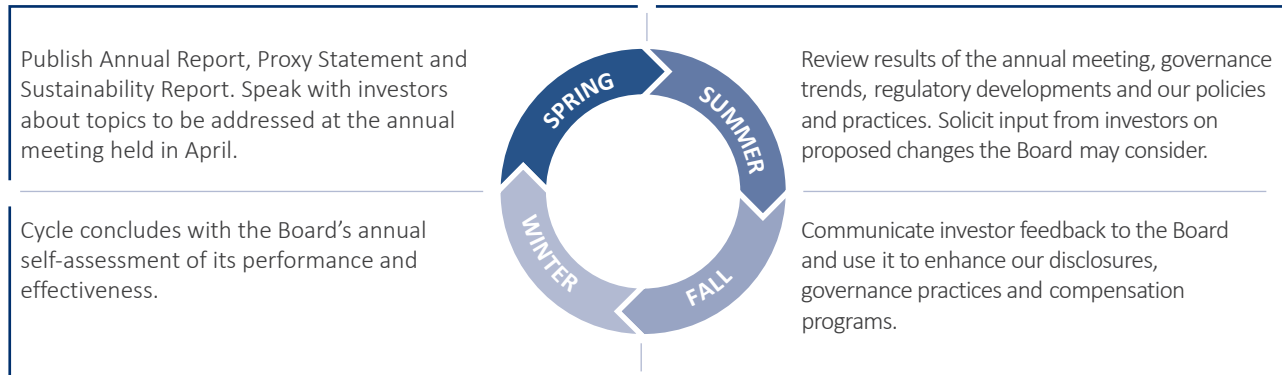 Publish Annual Report, Proxy Statement and
Sustainability Report. Speak with investors
about topics to be addressed at the annual
meeting held in April.
SPRING
SUMMER
Review results of the annual meeting, governance
trends, regulatory developments and our policies
and practices. Solicit input from investors on
proposed changes the Board may consider.
Cycle concludes with the Board’s annual
self-assessment of its performance and
effectiveness.
WINTER
FALL
Communicate investor feedback to the Board
and use it to enhance our disclosures,
governance practices and compensation
programs.